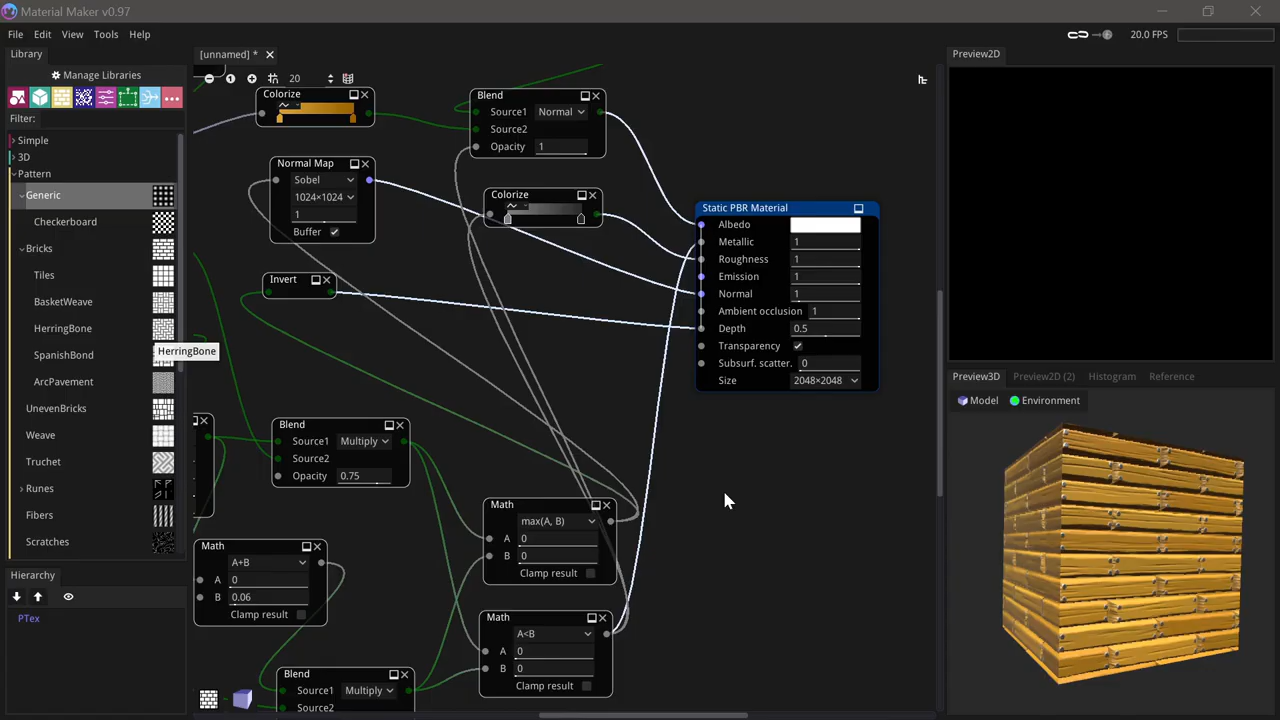 Material Maker v0.97
File Edit View Tools Help
20.0 FPS
Library
[unnamed] *
Preview2D
Manage Libraries
20
Filter:
Simple
3D
Pattern
Generic
Checkerboard
Bricks
Tiles
BasketWeave
HerringBone
HerringBone
SpanishBond
ArcPavement
UnevenBricks
Weave
Truchet
Runes
Fibers
Scratches
Hierarchy
PTex
Colorize
Normal Map
Sobel
1024×1024
1
Buffer
Invert
Blend
Source1 Normal
Source2
Opacity 1
Colorize
Static PBR Material
Albedo
Metallic 1
Roughness 1
Emission 1
Normal 1
Ambient occlusion 1
Depth 0.5
Transparency
Subsurf. scatter. 0
Size 2048×2048
Blend
Source1 Multiply
Source2
Opacity 0.75
Math
max(A, B)
A 0
B 0
Clamp result
Math
A+B
A 0
B 0.06
Clamp result
Math
A<B
A 0
B 0
Clamp result
Blend
Source1 Multiply
Source2
Preview3D Preview2D (2) Histogram Reference
Model Environment